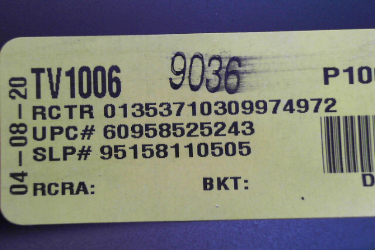 TV1006 9036 P10
RCTR 01353710309974972
UPC# 60958525243
SLP# 95158110505
RCRA: BKT: D
04-08-20